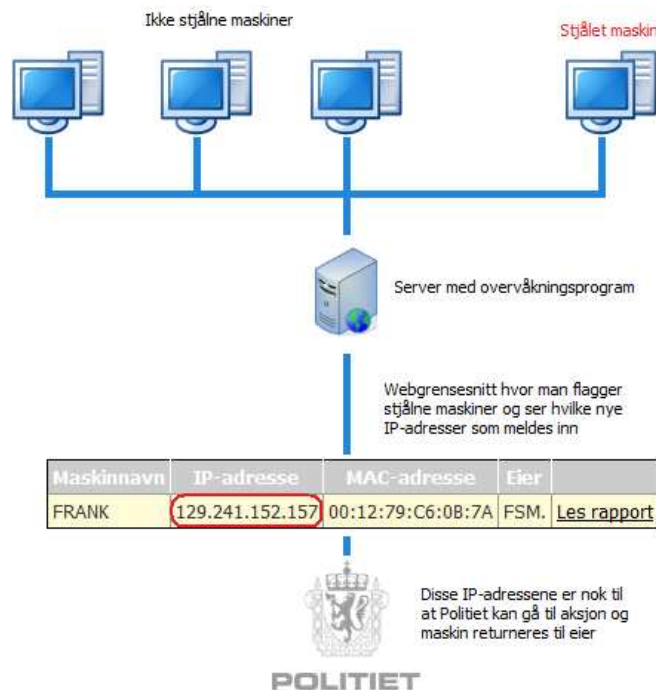 Ikke stjålne maskiner
Stjålet maskin
Server med overvåkningsprogram
Webgrensesnitt hvor man flagger
stjålne maskiner og ser hvilke nye
IP-adresser som meldes inn
Maskinnavn IP-adresse MAC-adresse Eier
FRANK 129.241.152.157 00:12:79:C6:0B:7A FSM. Les rapport
Disse IP-adressene er nok til
at Politiet kan gå til aksjon og
maskin returneres til eier
POLITIET